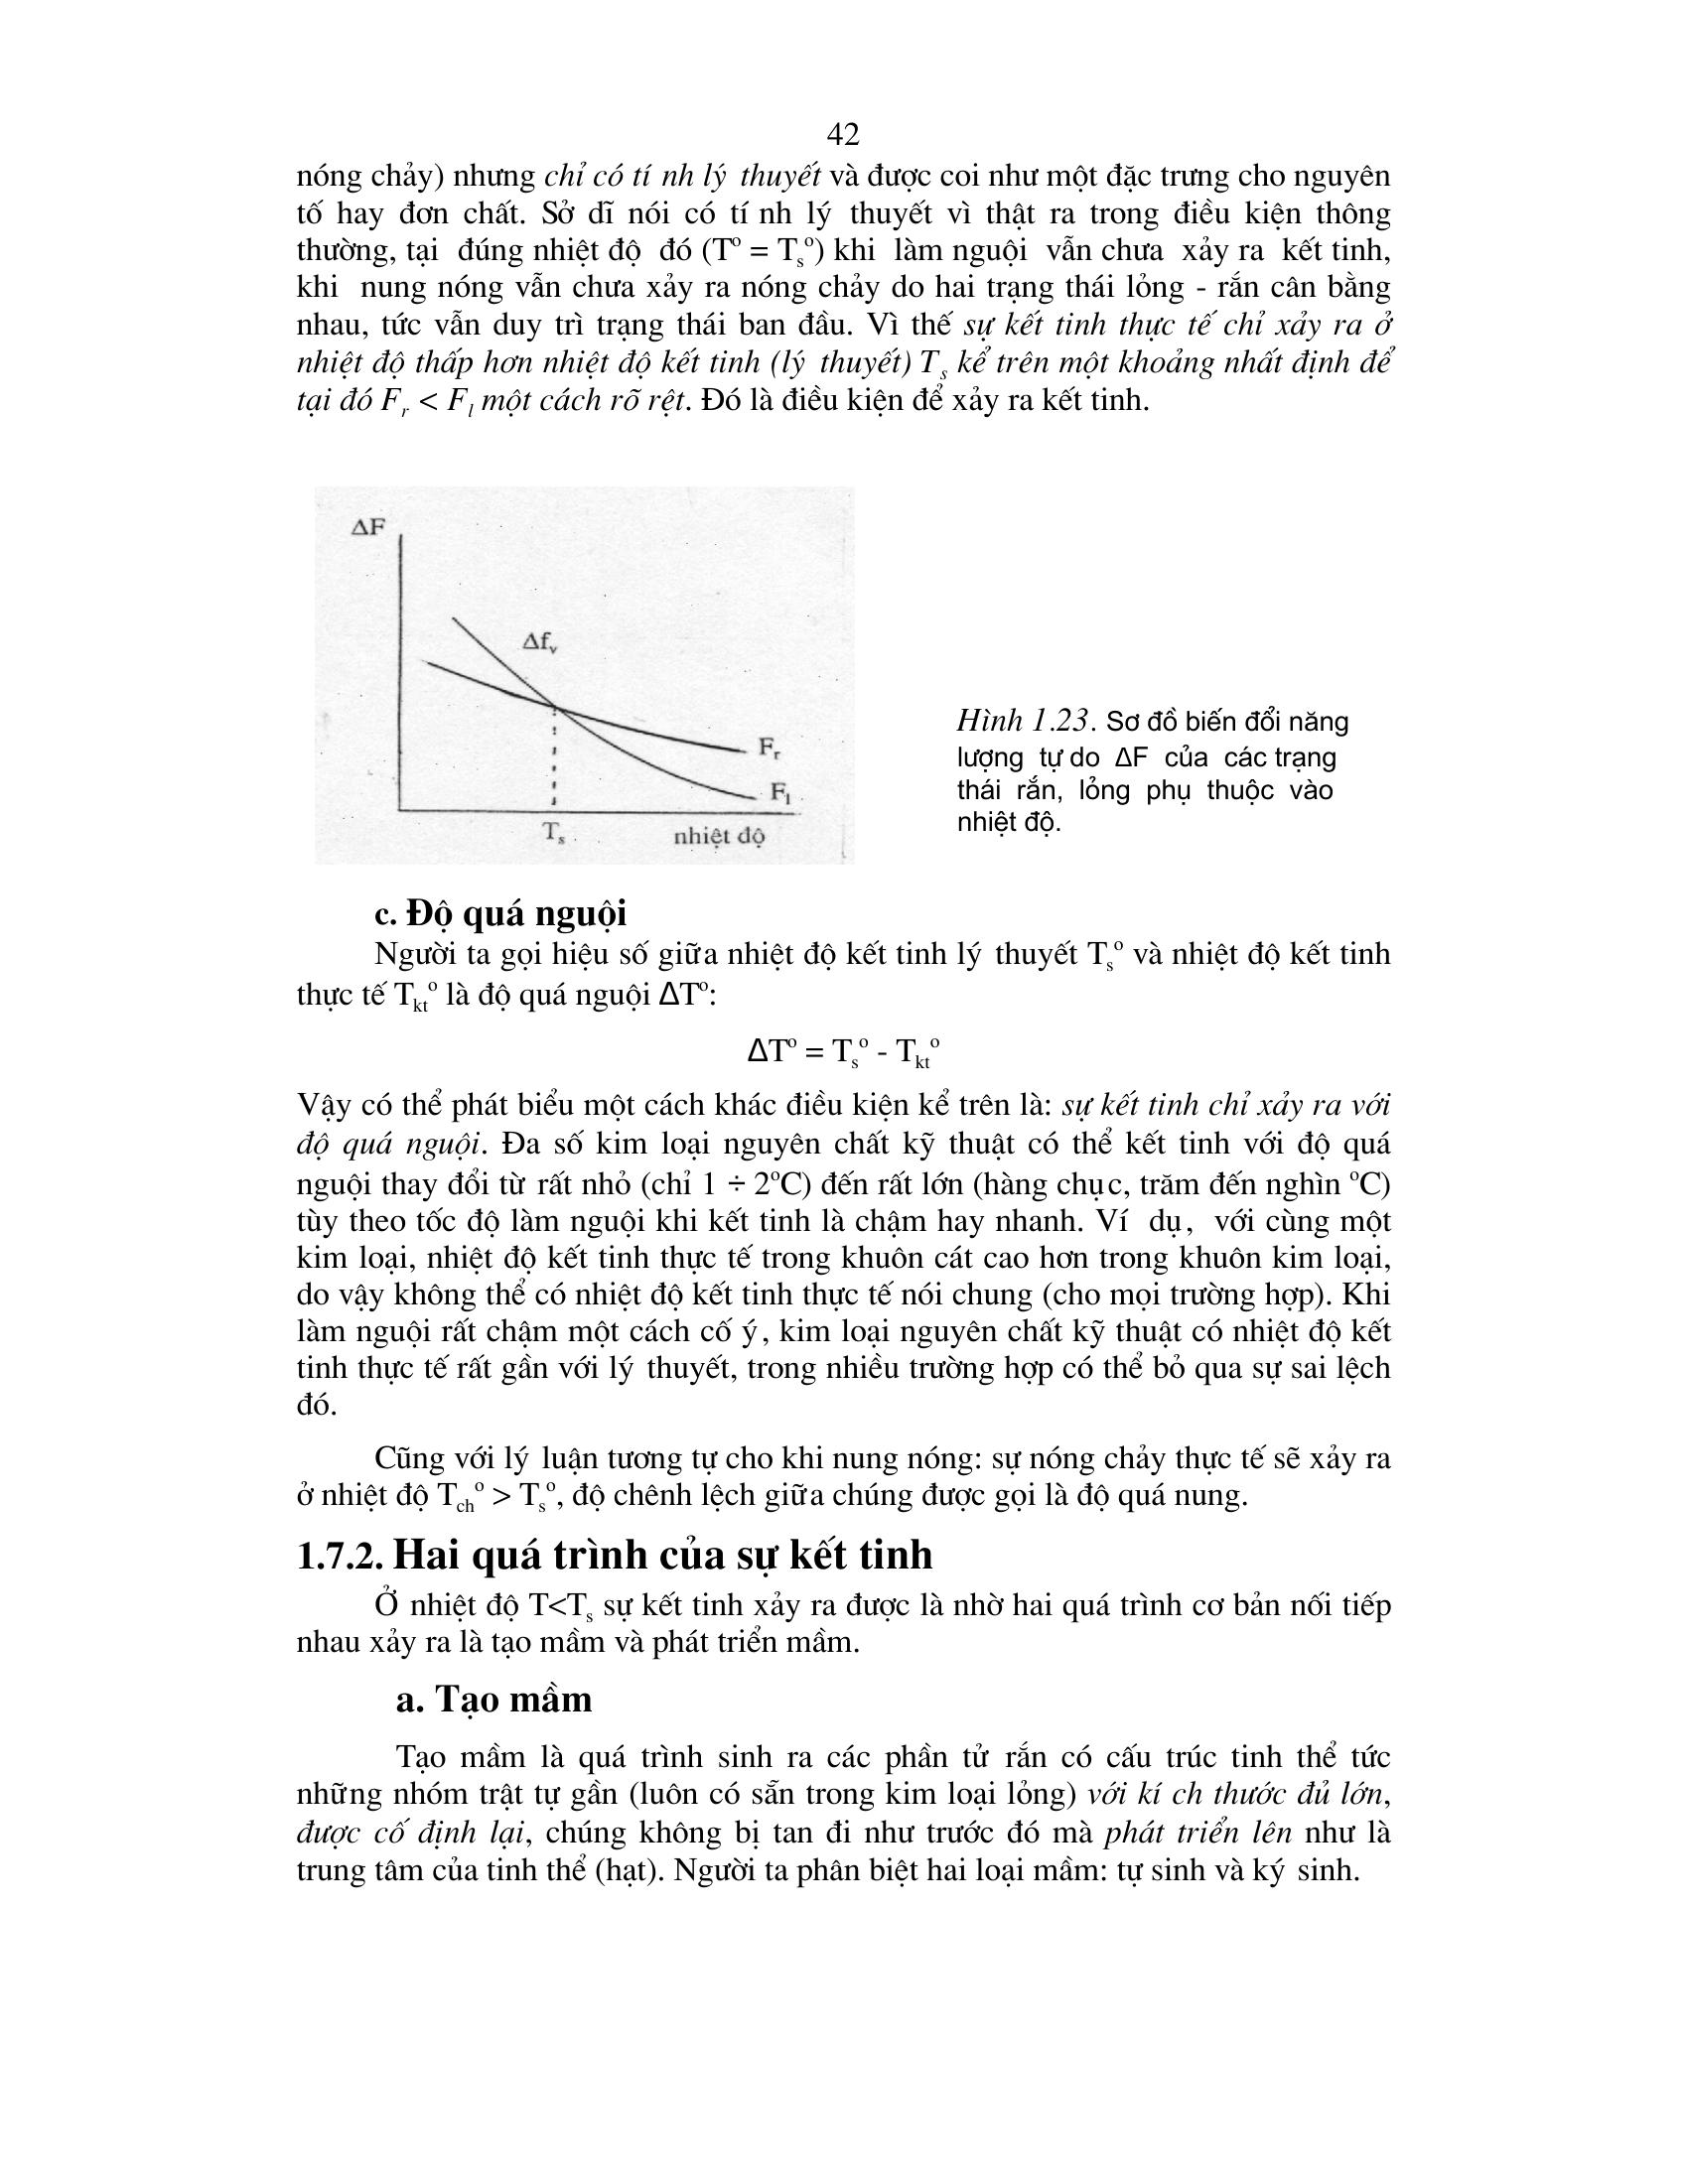 42
nóng chảy) nhưng chỉ có tí nh lý thuyết và được coi như một đặc trưng cho nguyên
tố hay đơn chất. Sở dĩ nói có tí nh lý thuyết vì thật ra trong điều kiện thông
thường, tại đúng nhiệt độ đó (Tº = Tₛº) khi làm nguội vẫn chưa xảy ra kết tinh,
khi nung nóng vẫn chưa xảy ra nóng chảy do hai trạng thái lỏng - rắn cân bằng
nhau, tức vẫn duy trì trạng thái ban đầu. Vì thế sự kết tinh thực tế chỉ xảy ra ở
nhiệt độ thấp hơn nhiệt độ kết tinh (lý thuyết) Tₛ kể trên một khoảng nhất định để
tại đó Fᵣ < Fₗ một cách rõ rệt. Đó là điều kiện để xảy ra kết tinh.
ΔF
Δfᵥ
Fᵣ
Fₗ
Tₛ
nhiệt độ
Hình 1.23. Sơ đồ biến đổi năng
lượng tự do ΔF của các trạng
thái rắn, lỏng phụ thuộc vào
nhiệt độ.
c. Độ quá nguội
Người ta gọi hiệu số giữa nhiệt độ kết tinh lý thuyết Tₛº và nhiệt độ kết tinh
thực tế Tₖₜº là độ quá nguội ΔTº:
ΔTº = Tₛº - Tₖₜº
Vậy có thể phát biểu một cách khác điều kiện kể trên là: sự kết tinh chỉ xảy ra với
độ quá nguội. Đa số kim loại nguyên chất kỹ thuật có thể kết tinh với độ quá
nguội thay đổi từ rất nhỏ (chỉ 1 ÷ 2ºC) đến rất lớn (hàng chục, trăm đến nghìn ºC)
tùy theo tốc độ làm nguội khi kết tinh là chậm hay nhanh. Ví dụ, với cùng một
kim loại, nhiệt độ kết tinh thực tế trong khuôn cát cao hơn trong khuôn kim loại,
do vậy không thể có nhiệt độ kết tinh thực tế nói chung (cho mọi trường hợp). Khi
làm nguội rất chậm một cách cố ý, kim loại nguyên chất kỹ thuật có nhiệt độ kết
tinh thực tế rất gần với lý thuyết, trong nhiều trường hợp có thể bỏ qua sự sai lệch
đó.
Cũng với lý luận tương tự cho khi nung nóng: sự nóng chảy thực tế sẽ xảy ra
ở nhiệt độ T_chº > Tₛº, độ chênh lệch giữa chúng được gọi là độ quá nung.
1.7.2. Hai quá trình của sự kết tinh
Ở nhiệt độ T<Tₛ sự kết tinh xảy ra được là nhờ hai quá trình cơ bản nối tiếp
nhau xảy ra là tạo mầm và phát triển mầm.
a. Tạo mầm
Tạo mầm là quá trình sinh ra các phần tử rắn có cấu trúc tinh thể tức
những nhóm trật tự gần (luôn có sẵn trong kim loại lỏng) với kí ch thước đủ lớn,
được cố định lại, chúng không bị tan đi như trước đó mà phát triển lên như là
trung tâm của tinh thể (hạt). Người ta phân biệt hai loại mầm: tự sinh và ký sinh.